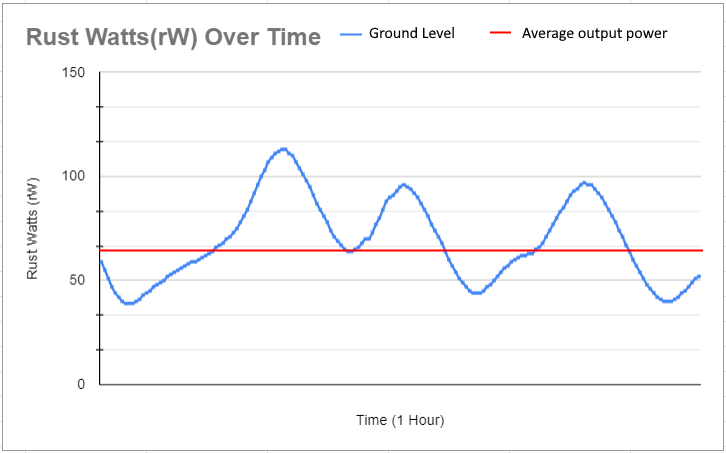 Rust Watts(rW) Over Time
Ground Level
Average output power
150
100
50
0
Rust Watts (rW)
Time (1 Hour)